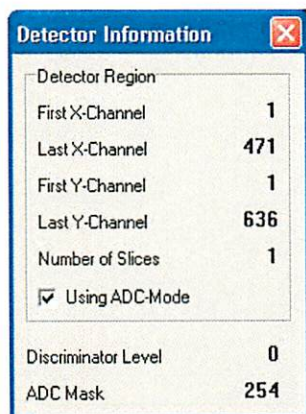 Detector Information
Detector Region
First X-Channel 1
Last X-Channel 471
First Y-Channel 1
Last Y-Channel 636
Number of Slices 1
Using ADC-Mode
Discriminator Level 0
ADC Mask 254